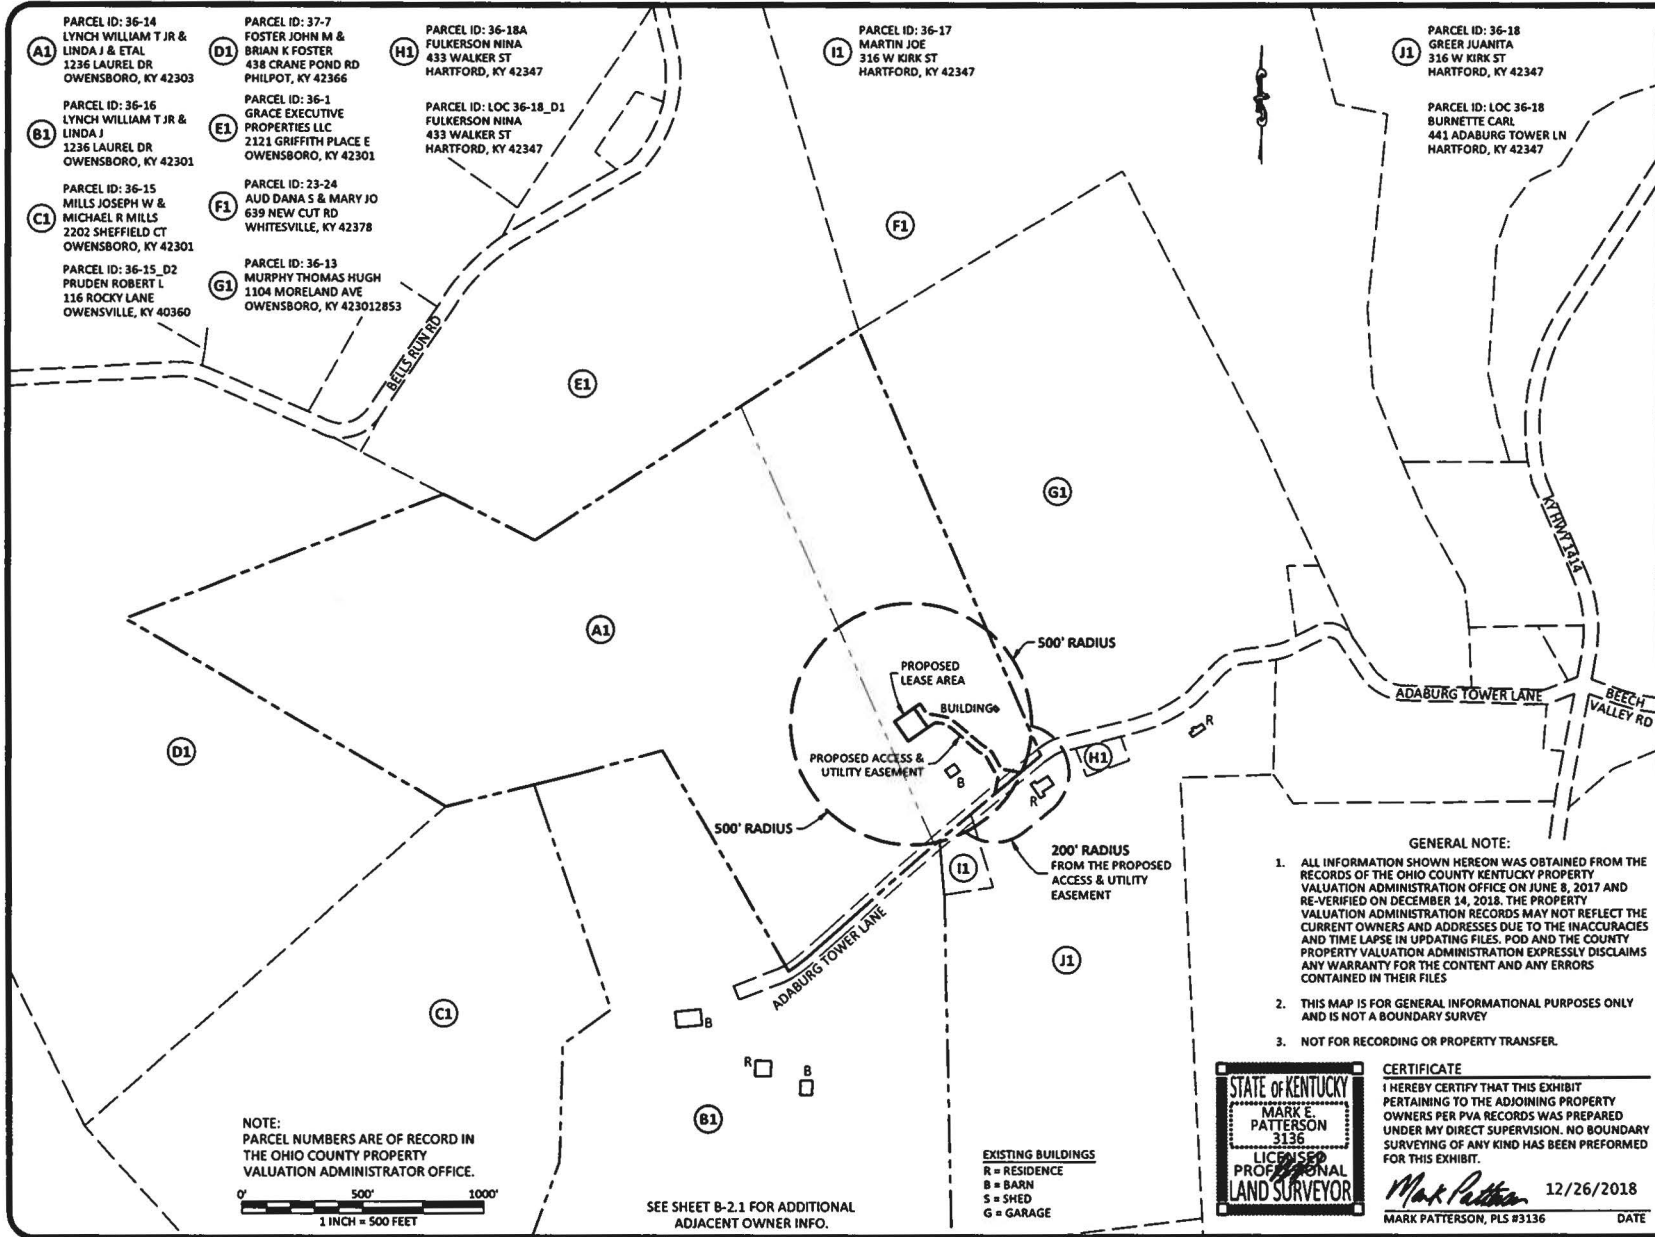 PARCEL ID: 36-14
A1
LYNCH WILLIAM T JR &
LINDA J & ETAL
1236 LAUREL DR
OWENSBORO, KY 42303
PARCEL ID: 36-16
B1
LYNCH WILLIAM T JR &
LINDA J
1236 LAUREL DR
OWENSBORO, KY 42301
PARCEL ID: 36-15
C1
MILLS JOSEPH W &
MICHAEL R MILLS
2202 SHEFFIELD CT
OWENSBORO, KY 42301
PARCEL ID: 36-15_D2
PRUDEN ROBERT L
116 ROCKY LANE
OWENSVILLE, KY 40360
PARCEL ID: 37-7
D1
FOSTER JOHN M &
BRIAN K FOSTER
438 CRANE POND RD
PHILPOT, KY 42366
PARCEL ID: 36-1
E1
GRACE EXECUTIVE
PROPERTIES LLC
2121 GRIFFITH PLACE E
OWENSBORO, KY 42301
PARCEL ID: 23-24
F1
AUD DANA S & MARY JO
639 NEW CUT RD
WHITESVILLE, KY 42378
PARCEL ID: 36-13
G1
MURPHY THOMAS HUGH
1104 MORELAND AVE
OWENSBORO, KY 423012853
PARCEL ID: 36-18A
H1
FULKERSON NINA
433 WALKER ST
HARTFORD, KY 42347
PARCEL ID: LOC 36-18_D1
FULKERSON NINA
433 WALKER ST
HARTFORD, KY 42347
PARCEL ID: 36-17
I1
MARTIN JOE
316 W KIRK ST
HARTFORD, KY 42347
PARCEL ID: 36-18
J1
GREER JUANITA
316 W KIRK ST
HARTFORD, KY 42347
PARCEL ID: LOC 36-18
BURNETTE CARL
441 ADABURG TOWER LN
HARTFORD, KY 42347
F1
BELLS RUN RD
E1
G1
KY HWY 1414
A1
500' RADIUS
PROPOSED
LEASE AREA
BUILDING
PROPOSED ACCESS &
UTILITY EASEMENT
B
R
H1
R
ADABURG TOWER LANE
BEECH
VALLEY RD
D1
500' RADIUS
200' RADIUS
FROM THE PROPOSED
ACCESS & UTILITY
EASEMENT
I1
ADABURG TOWER LANE
J1
C1
B
R
B
B1
GENERAL NOTE:
1. ALL INFORMATION SHOWN HEREON WAS OBTAINED FROM THE
RECORDS OF THE OHIO COUNTY KENTUCKY PROPERTY
VALUATION ADMINISTRATION OFFICE ON JUNE 8, 2017 AND
RE-VERIFIED ON DECEMBER 14, 2018. THE PROPERTY
VALUATION ADMINISTRATION RECORDS MAY NOT REFLECT THE
CURRENT OWNERS AND ADDRESSES DUE TO THE INACCURACIES
AND TIME LAPSE IN UPDATING FILES. POD AND THE COUNTY
PROPERTY VALUATION ADMINISTRATION EXPRESSLY DISCLAIMS
ANY WARRANTY FOR THE CONTENT AND ANY ERRORS
CONTAINED IN THEIR FILES
2. THIS MAP IS FOR GENERAL INFORMATIONAL PURPOSES ONLY
AND IS NOT A BOUNDARY SURVEY
3. NOT FOR RECORDING OR PROPERTY TRANSFER.
NOTE:
PARCEL NUMBERS ARE OF RECORD IN
THE OHIO COUNTY PROPERTY
VALUATION ADMINISTRATOR OFFICE.
0' 500' 1000'
1 INCH = 500 FEET
SEE SHEET B-2.1 FOR ADDITIONAL
ADJACENT OWNER INFO.
EXISTING BUILDINGS
R = RESIDENCE
B = BARN
S = SHED
G = GARAGE
STATE of KENTUCKY
MARK E.
PATTERSON
3136
LICENSED
PROFESSIONAL
LAND SURVEYOR
CERTIFICATE
I HEREBY CERTIFY THAT THIS EXHIBIT
PERTAINING TO THE ADJOINING PROPERTY
OWNERS PER PVA RECORDS WAS PREPARED
UNDER MY DIRECT SUPERVISION. NO BOUNDARY
SURVEYING OF ANY KIND HAS BEEN PREFORMED
FOR THIS EXHIBIT.
Mark Patterson 12/26/2018
MARK PATTERSON, PLS #3136 DATE